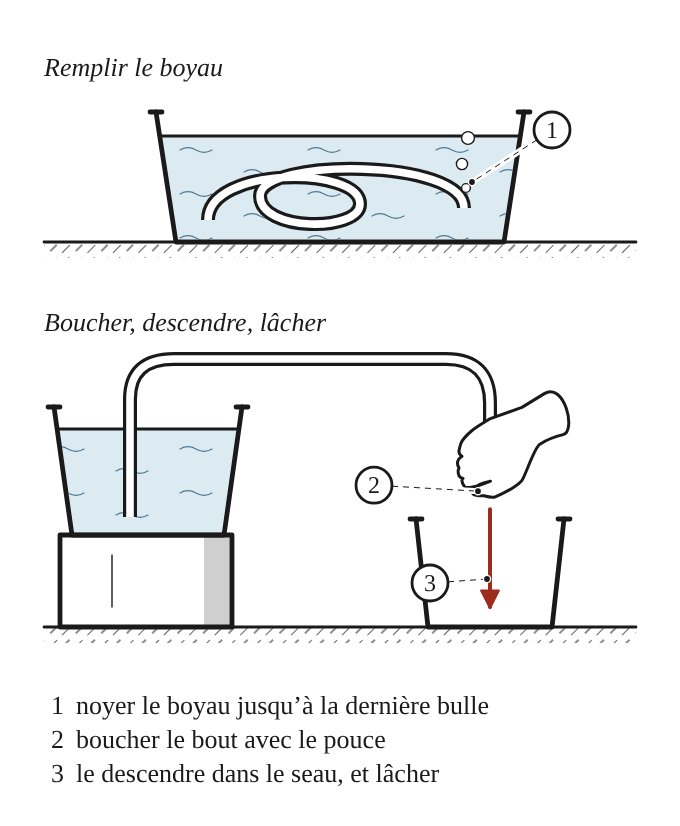 Remplir le boyau
1
Boucher, descendre, lâcher
2
3
1 noyer le boyau jusqu’à la dernière bulle
2 boucher le bout avec le pouce
3 le descendre dans le seau, et lâcher